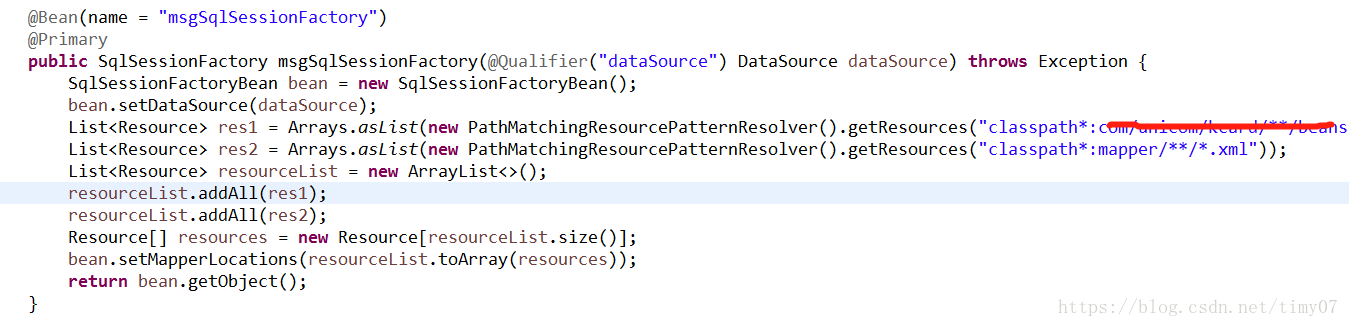 @Bean(name = "msgSqlSessionFactory")
@Primary
public SqlSessionFactory msgSqlSessionFactory(@Qualifier("dataSource") DataSource dataSource) throws Exception {
SqlSessionFactoryBean bean = new SqlSessionFactoryBean();
bean.setDataSource(dataSource);
List<Resource> res1 = Arrays.asList(new PathMatchingResourcePatternResolver().getResources("classpath*:com/unicom/kcard/**/beans
List<Resource> res2 = Arrays.asList(new PathMatchingResourcePatternResolver().getResources("classpath*:mapper/**/*.xml"));
List<Resource> resourceList = new ArrayList<>();
resourceList.addAll(res1);
resourceList.addAll(res2);
Resource[] resources = new Resource[resourceList.size()];
bean.setMapperLocations(resourceList.toArray(resources));
return bean.getObject();
}
https://blog.csdn.net/timy07